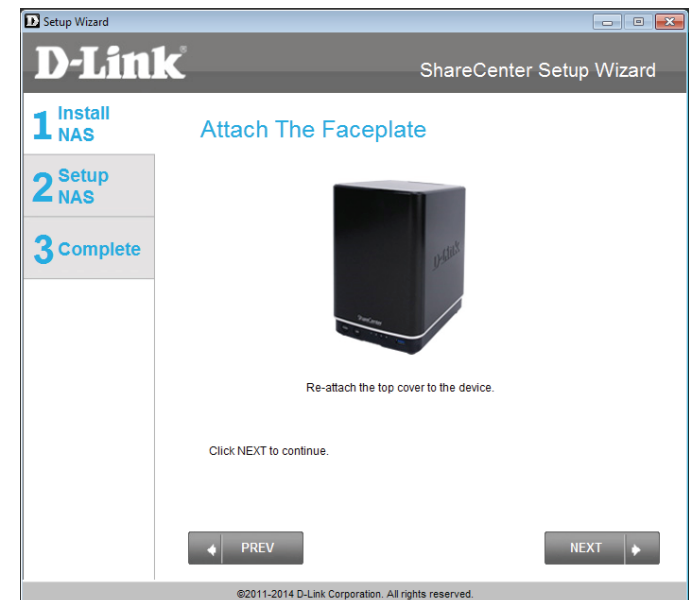 Setup Wizard
D-Link®
ShareCenter Setup Wizard
1 Install NAS
2 Setup NAS
3 Complete
Attach The Faceplate
D-Link
ShareCenter
Re-attach the top cover to the device.
Click NEXT to continue.
PREV
NEXT
©2011-2014 D-Link Corporation. All rights reserved.